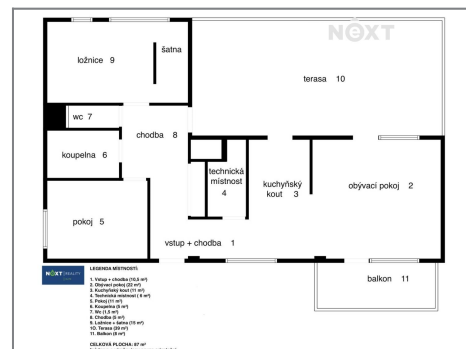 NEXT
ložnice 9
šatna
terasa 10
wc 7
chodba 8
koupelna 6
technická
místnost
4
kuchyňský
kout 3
obývací pokoj 2
pokoj 5
vstup + chodba 1
balkon 11
NEXT REALITY
LEGENDA MÍSTNOSTÍ:
1. Vstup + chodba (10,5 m²)
2. Obývací pokoj (22 m²)
3. Kuchyňský kout (11 m²)
4. Technická místnost ( 6 m²)
5. Pokoj (11 m²)
6. Koupelna (5 m²)
7. Wc (1,5 m²)
8. Chodba (5 m²)
9. Ložnice + šatna (15 m²)
10. Terasa (39 m²)
11. Balkon (5 m²)
CELKOVÁ PLOCHA: 87 m²